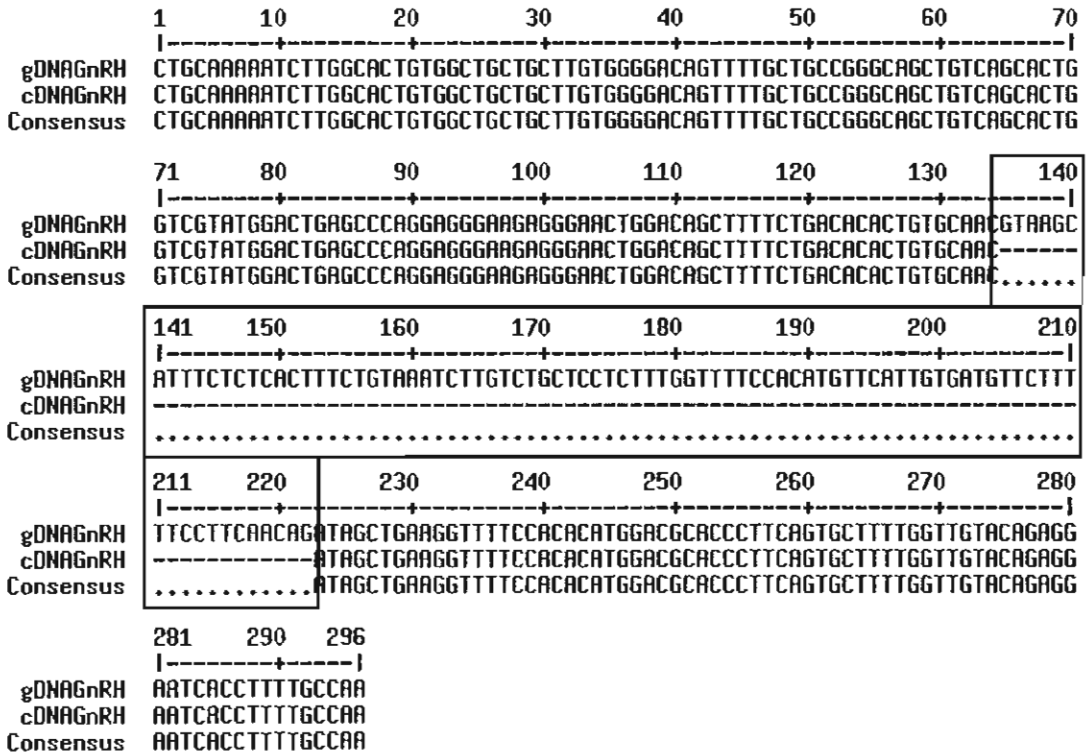 1 10 20 30 40 50 60 70
|--------+---------+---------+---------+---------+---------+---------|
gDNAGnRH CTGCAAAAATCTTGGCACTGTGGCTGCTGCTTGTGGGGACAGTTTTGCTGCCGGGCAGCTGTCAGCACTG
cDNAGnRH CTGCAAAAATCTTGGCACTGTGGCTGCTGCTTGTGGGGACAGTTTTGCTGCCGGGCAGCTGTCAGCACTG
Consensus CTGCAAAAATCTTGGCACTGTGGCTGCTGCTTGTGGGGACAGTTTTGCTGCCGGGCAGCTGTCAGCACTG
71 80 90 100 110 120 130 140
|--------+---------+---------+---------+---------+---------+---------|
gDNAGnRH GTCGTATGGACTGAGCCCAGGAGGGAAGAGGGAACTGGACAGCTTTTCTGACACACTGTGCAACGTAAGC
cDNAGnRH GTCGTATGGACTGAGCCCAGGAGGGAAGAGGGAACTGGACAGCTTTTCTGACACACTGTGCAAC------
Consensus GTCGTATGGACTGAGCCCAGGAGGGAAGAGGGAACTGGACAGCTTTTCTGACACACTGTGCAAC......
141 150 160 170 180 190 200 210
|--------+---------+---------+---------+---------+---------+---------|
gDNAGnRH ATTTCTCTCACTTTCTGTAAATCTTGTCTGCTCCTCTTTGGTTTTCCACATGTTCATTGTGATGTTCTTT
cDNAGnRH ----------------------------------------------------------------------
Consensus ......................................................................
211 220 230 240 250 260 270 280
|--------+---------+---------+---------+---------+---------+---------|
gDNAGnRH TTCCTTCAACAGATAGCTGAAGGTTTTCCACACATGGACGCACCCTTCAGTGCTTTTGGTTGTACAGAGG
cDNAGnRH ------------ATAGCTGAAGGTTTTCCACACATGGACGCACCCTTCAGTGCTTTTGGTTGTACAGAGG
Consensus ............ATAGCTGAAGGTTTTCCACACATGGACGCACCCTTCAGTGCTTTTGGTTGTACAGAGG
281 290 296
|--------+-----|
gDNAGnRH AATCACCTTTTGCCAA
cDNAGnRH AATCACCTTTTGCCAA
Consensus AATCACCTTTTGCCAA